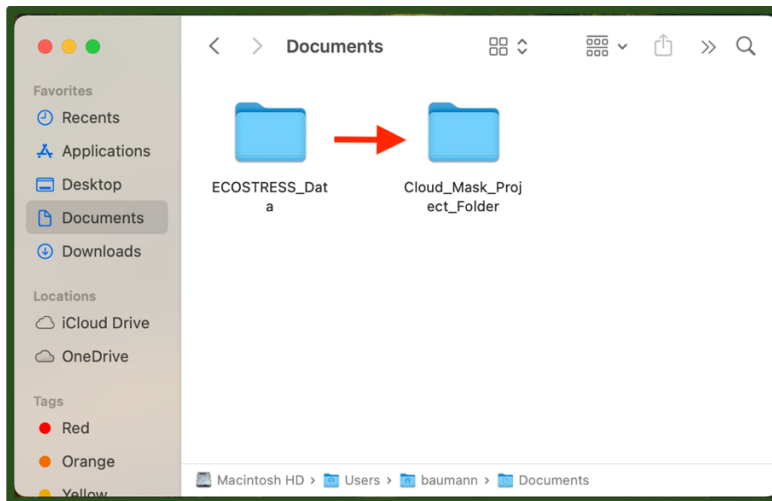 Documents
Favorites
Recents
Applications
Desktop
Documents
Downloads
Locations
iCloud Drive
OneDrive
Tags
Red
Orange
Yellow
ECOSTRESS_Dat
a
Cloud_Mask_Proj
ect_Folder
Macintosh HD › Users › baumann › Documents